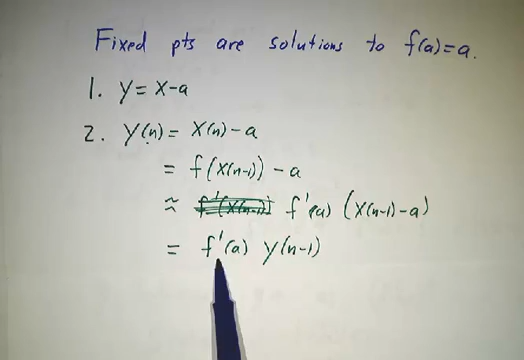 Fixed pts are solutions to f(a)=a.
1. y = x-a
2. y(n) = x(n) - a
= f(x(n-1)) - a
≈ f'(a) (x(n-1)-a)
= f'(a) y(n-1)